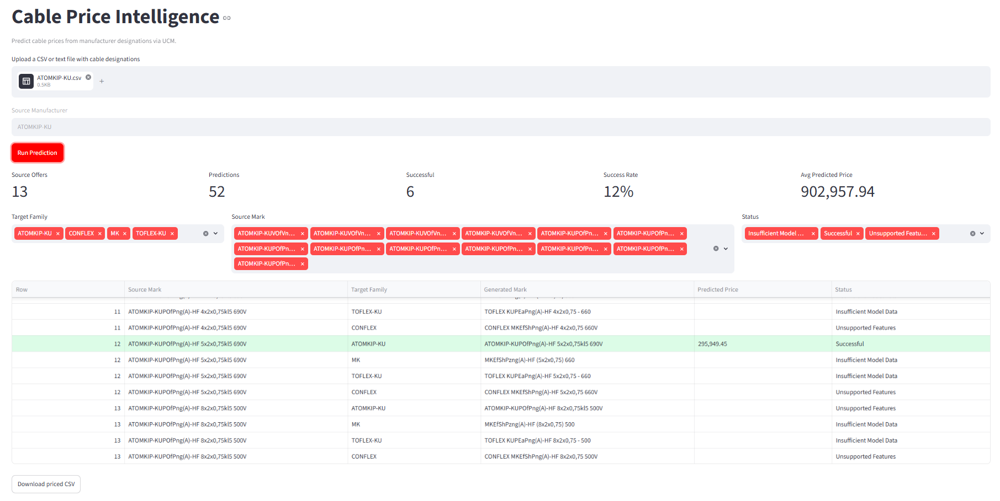 Cable Price Intelligence
Predict cable prices from manufacturer designations via UCM.
Upload a CSV or text file with cable designations
ATOMKIP-KU.csv
0.5KB
Source Manufacturer
ATOMKIP-KU
Run Prediction
Source Offers Predictions Successful Success Rate Avg Predicted Price
13 52 6 12% 902,957.94
Target Family Source Mark Status
ATOMKIP-KU CONFLEX MK TOFLEX-KU ATOMKIP-KUVOfVn... ATOMKIP-KUVOfVn... ATOMKIP-KUVOfVn... ATOMKIP-KUVOfVn... ATOMKIP-KUPOfPn... ATOMKIP-KUPOfPn... Insufficient Model ... Successful Unsupported Featu...
ATOMKIP-KUPOfPn... ATOMKIP-KUPOfPn... ATOMKIP-KUPOfPn... ATOMKIP-KUPOfPn... ATOMKIP-KUPOfPn... ATOMKIP-KUPOfPn...
ATOMKIP-KUPOfPn...
Row Source Mark Target Family Generated Mark Predicted Price Status
11 ATOMKIP-KUPOfPng(A)-HF 4x2x0,75kl5 690V TOFLEX-KU TOFLEX KUPEaPng(A)-HF 4x2x0,75 - 660 Insufficient Model Data
11 ATOMKIP-KUPOfPng(A)-HF 4x2x0,75kl5 690V CONFLEX CONFLEX MKEfShPng(A)-HF 4x2x0,75 660V Unsupported Features
12 ATOMKIP-KUPOfPng(A)-HF 5x2x0,75kl5 690V ATOMKIP-KU ATOMKIP-KUPOfPng(A)-HF 5x2x0,75kl5 690V 295,949.45 Successful
12 ATOMKIP-KUPOfPng(A)-HF 5x2x0,75kl5 690V MK MKEfShPzng(A)-HF (5x2x0,75) 660 Insufficient Model Data
12 ATOMKIP-KUPOfPng(A)-HF 5x2x0,75kl5 690V TOFLEX-KU TOFLEX KUPEaPng(A)-HF 5x2x0,75 - 660 Insufficient Model Data
12 ATOMKIP-KUPOfPng(A)-HF 5x2x0,75kl5 690V CONFLEX CONFLEX MKEfShPng(A)-HF 5x2x0,75 660V Unsupported Features
13 ATOMKIP-KUPOfPng(A)-HF 8x2x0,75kl5 500V ATOMKIP-KU ATOMKIP-KUPOfPng(A)-HF 8x2x0,75kl5 500V Unsupported Features
13 ATOMKIP-KUPOfPng(A)-HF 8x2x0,75kl5 500V MK MKEfShPzng(A)-HF (8x2x0,75) 500 Insufficient Model Data
13 ATOMKIP-KUPOfPng(A)-HF 8x2x0,75kl5 500V TOFLEX-KU TOFLEX KUPEaPng(A)-HF 8x2x0,75 - 500 Insufficient Model Data
13 ATOMKIP-KUPOfPng(A)-HF 8x2x0,75kl5 500V CONFLEX CONFLEX MKEfShPng(A)-HF 8x2x0,75 500V Unsupported Features
Download priced CSV